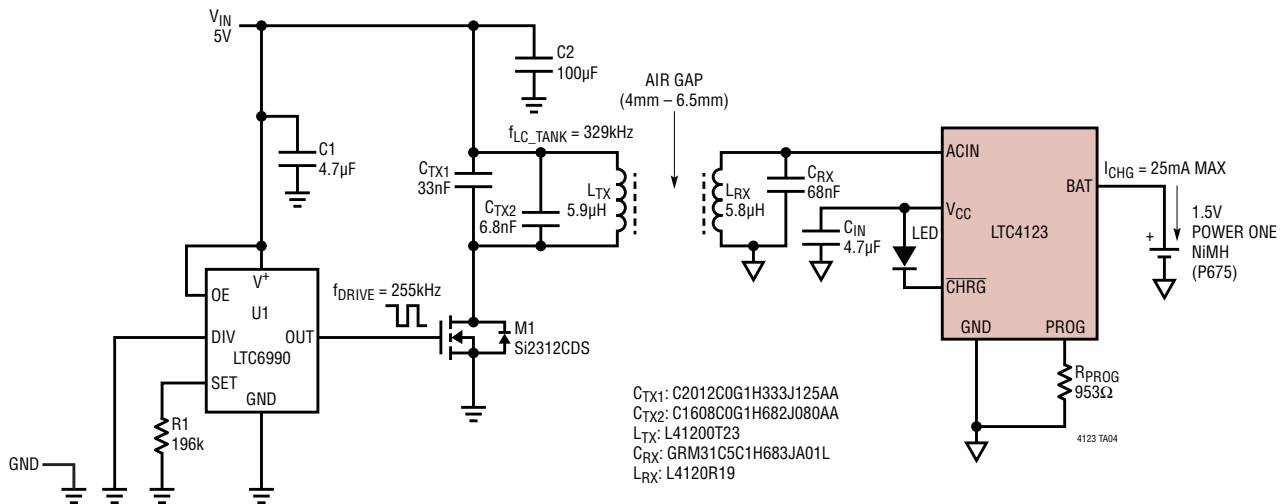 VIN
5V
C2
100µF
AIR GAP
(4mm – 6.5mm)
fLC_TANK = 329kHz
C1
4.7µF
CTX1
33nF
CTX2
6.8nF
LTX
5.9µH
LRX
5.8µH
CRX
68nF
CIN
4.7µF
LED
ACIN
VCC
CHRG
LTC4123
BAT
GND
PROG
ICHG = 25mA MAX
+
1.5V
POWER ONE
NiMH
(P675)
V+
OE
U1
DIV
OUT
LTC6990
SET
GND
fDRIVE = 255kHz
M1
Si2312CDS
R1
196k
GND
RPROG
953Ω
CTX1: C2012C0G1H333J125AA
CTX2: C1608C0G1H682J080AA
LTX: L41200T23
CRX: GRM31C5C1H683JA01L
LRX: L4120R19
4123 TA04